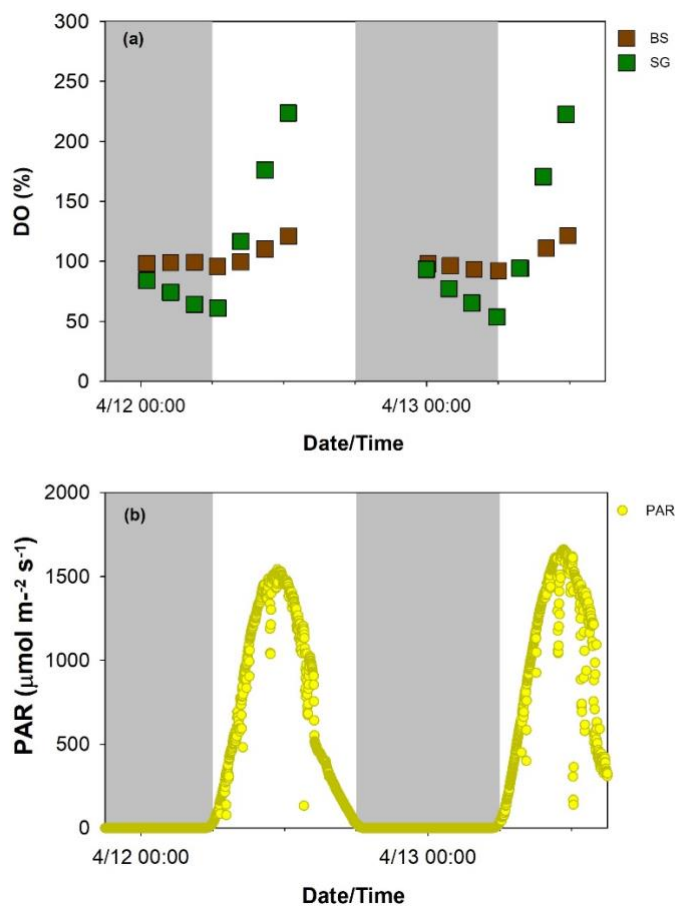 (a)
300
250
200
150
100
50
0
DO (%)
4/12 00:00 4/13 00:00
Date/Time
BS
SG
(b)
2000
1500
1000
500
0
PAR (μmol m-² s⁻¹)
4/12 00:00 4/13 00:00
Date/Time
PAR